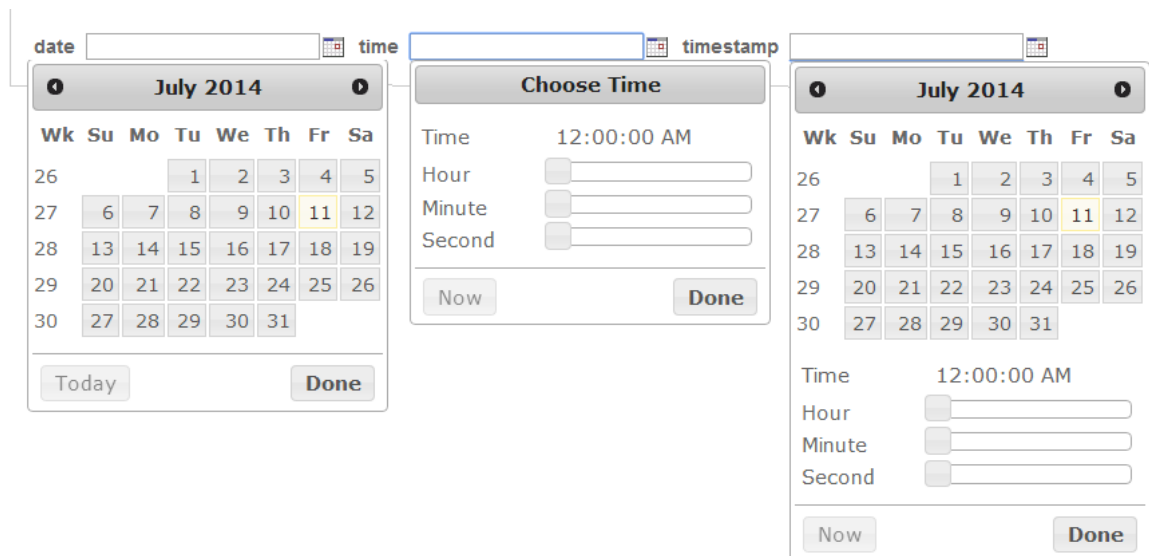 date time timestamp
July 2014
Wk Su Mo Tu We Th Fr Sa
26 1 2 3 4 5
27 6 7 8 9 10 11 12
28 13 14 15 16 17 18 19
29 20 21 22 23 24 25 26
30 27 28 29 30 31
Today Done
Choose Time
Time 12:00:00 AM
Hour
Minute
Second
Now Done
July 2014
Wk Su Mo Tu We Th Fr Sa
26 1 2 3 4 5
27 6 7 8 9 10 11 12
28 13 14 15 16 17 18 19
29 20 21 22 23 24 25 26
30 27 28 29 30 31
Time 12:00:00 AM
Hour
Minute
Second
Now Done